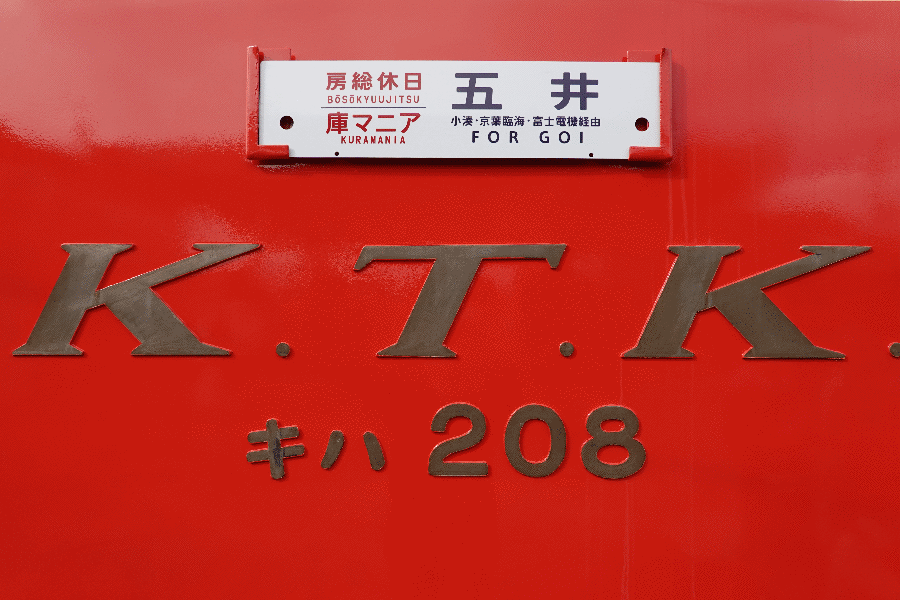 房総休日
BŌSŌKYUUJITSU
庫マニア
KURAMANIA
五井
小湊・京葉臨海・富士電機経由
FOR GOI
K.T.K.
キハ 208